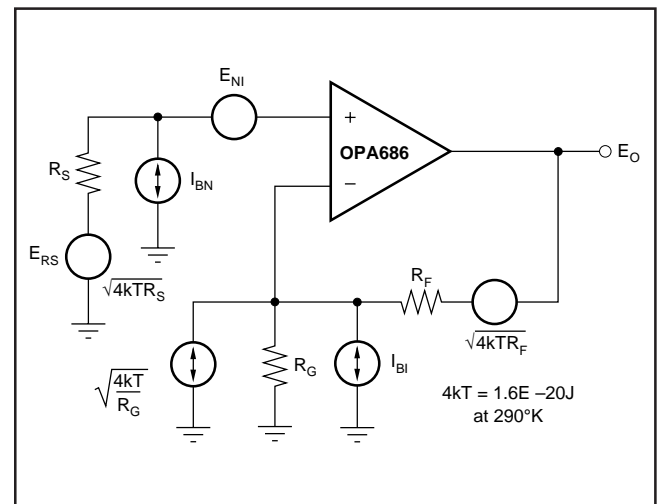 E_NI
+
OPA686
E_O
R_S
I_BN
−
E_RS
√4kTR_S
R_F
√4kTR_F
√4kT/R_G
R_G
I_BI
4kT = 1.6E –20J
at 290°K